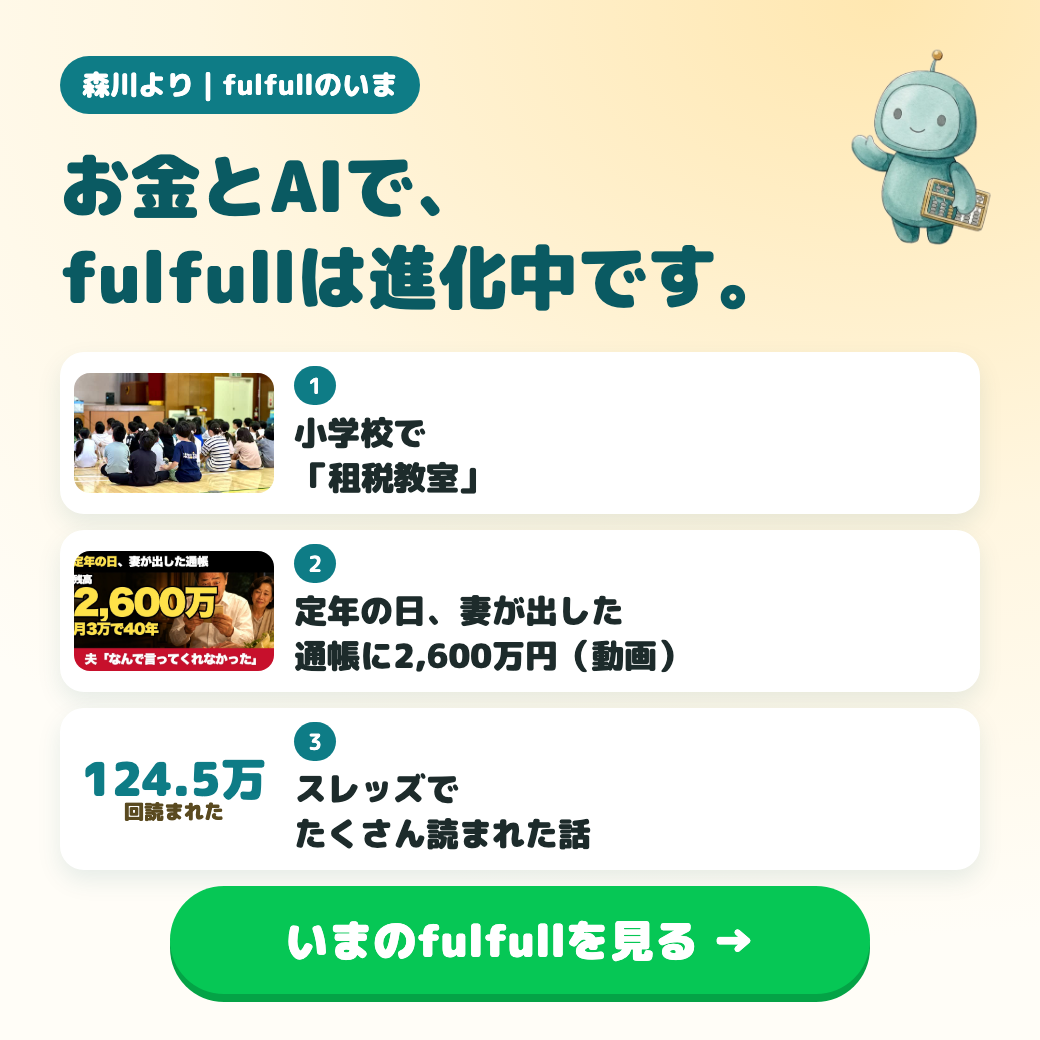 森川より｜fulfullのいま
お金とAIで、
fulfullは進化中です。
1
小学校で
「租税教室」
定年の日、妻が出した通帳
残高
2,600万
月3万で40年
夫「なんで言ってくれなかった」
2
定年の日、妻が出した
通帳に2,600万円（動画）
124.5万
回読まれた
3
スレッズで
たくさん読まれた話
いまのfulfullを見る →